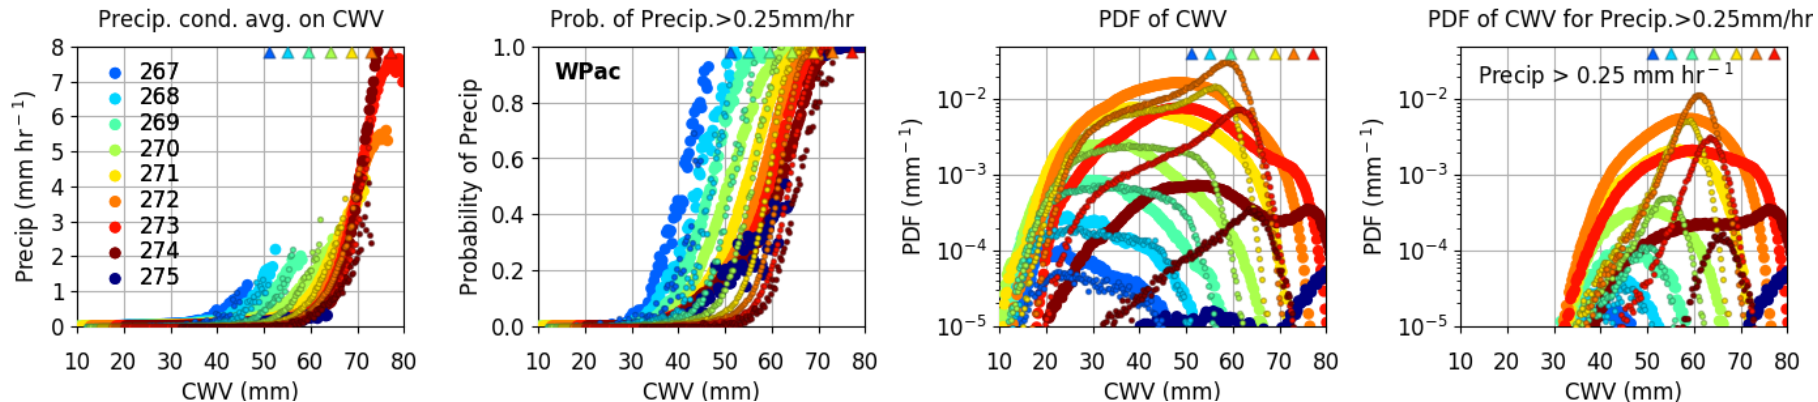 Precip. cond. avg. on CWV
Precip (mm hr⁻¹)
8
7
6
5
4
3
2
1
0
267
268
269
270
271
272
273
274
275
10 20 30 40 50 60 70 80
CWV (mm)
Prob. of Precip.>0.25mm/hr
Probability of Precip
1.0
0.8
0.6
0.4
0.2
0.0
WPac
10 20 30 40 50 60 70 80
CWV (mm)
PDF of CWV
PDF (mm⁻¹)
10⁻²
10⁻³
10⁻⁴
10⁻⁵
10 20 30 40 50 60 70 80
CWV (mm)
PDF of CWV for Precip.>0.25mm/hr
PDF (mm⁻¹)
Precip > 0.25 mm hr⁻¹
10⁻²
10⁻³
10⁻⁴
10⁻⁵
10 20 30 40 50 60 70 80
CWV (mm)